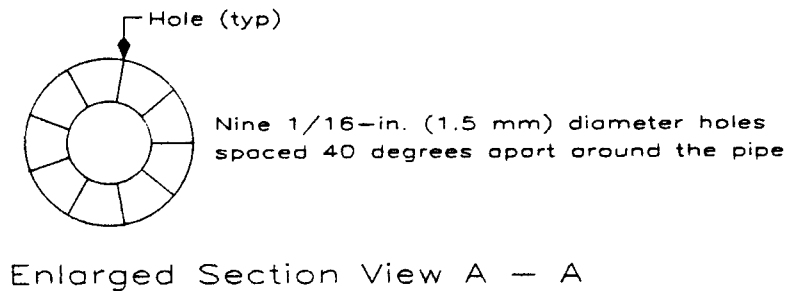 Hole (typ)
Nine 1/16-in. (1.5 mm) diameter holes
spaced 40 degrees apart around the pipe
Enlarged Section View A - A